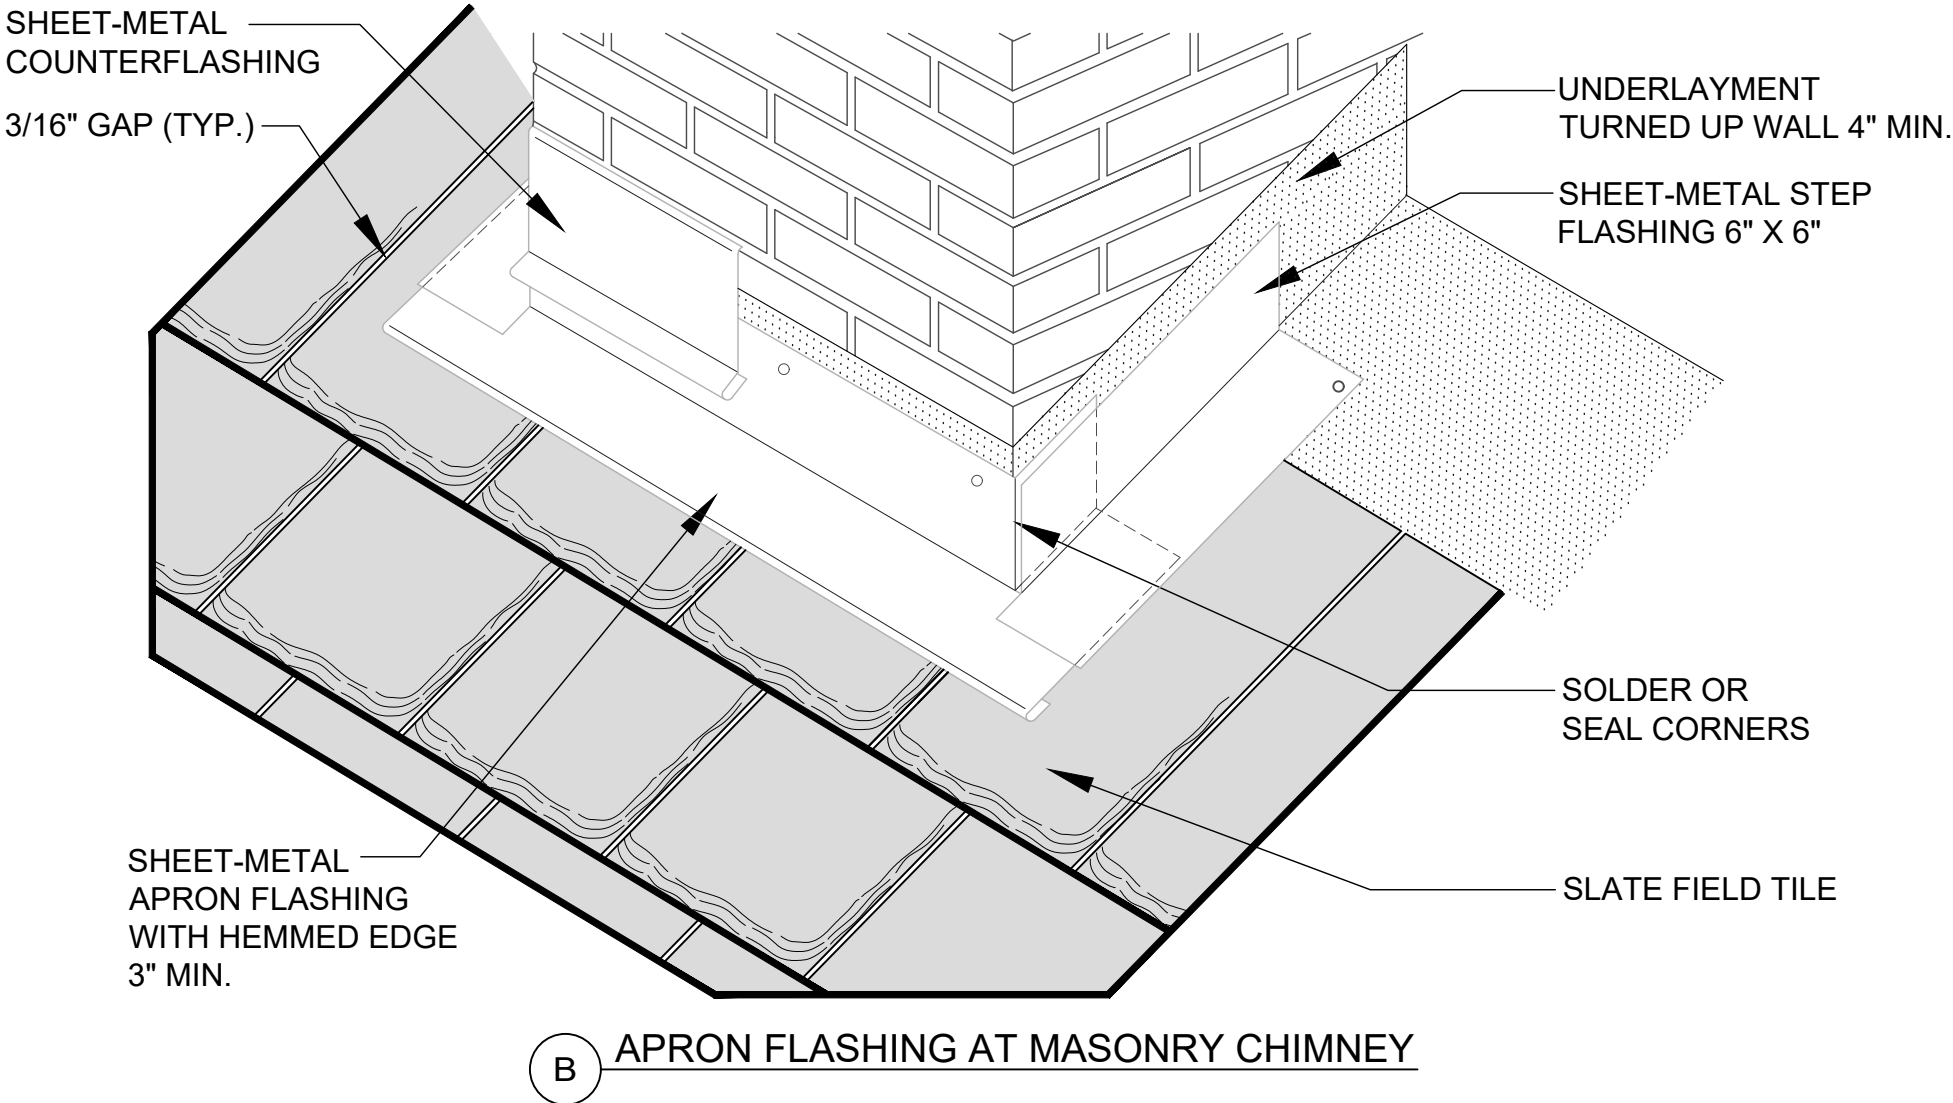 SHEET-METAL
COUNTERFLASHING
3/16" GAP (TYP.)
UNDERLAYMENT
TURNED UP WALL 4" MIN.
SHEET-METAL STEP
FLASHING 6" X 6"
SOLDER OR
SEAL CORNERS
SLATE FIELD TILE
SHEET-METAL
APRON FLASHING
WITH HEMMED EDGE
3" MIN.
B APRON FLASHING AT MASONRY CHIMNEY